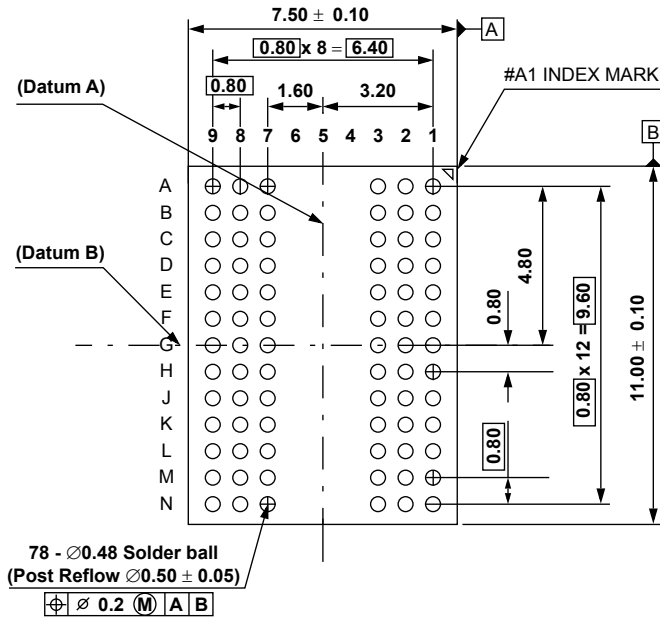 7.50 ± 0.10
A
0.80 x 8 = 6.40
#A1 INDEX MARK
(Datum A)
0.80
1.60
3.20
B
9 8 7 6 5 4 3 2 1
A
B
C
(Datum B)
D
E
F
G
H
J
K
L
M
N
4.80
0.80
0.80
0.80 x 12 = 9.60
11.00 ± 0.10
78 - ∅0.48 Solder ball
(Post Reflow ∅0.50 ± 0.05)
⌖ ∅ 0.2 Ⓜ A B